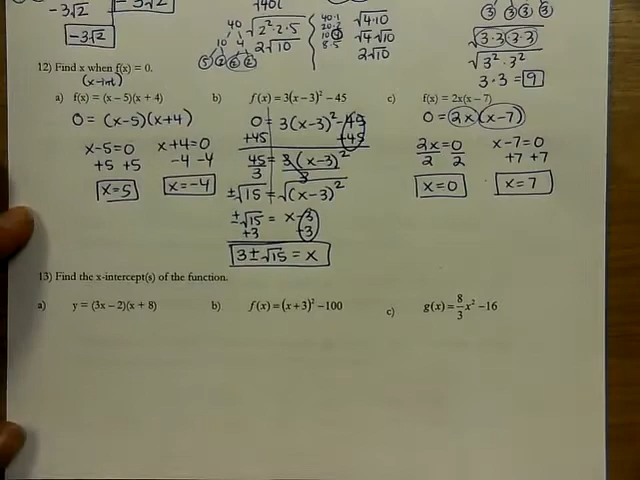 -3√2
-3√2
-3√2
40
10 4
5 2 2 2
√2²·2·5
2√10
40·1
20·2
10·4
8·5
√4·10
√4·√10
2√10
3 3 3 3
√3·3·3·3
√3²·3²
3·3 = 9
12) Find x when f(x) = 0.
(x-int)
a) f(x) = (x – 5)(x + 4)
0 = (x-5)(x+4)
x-5=0 x+4=0
+5 +5 -4 -4
x=5 x=-4
b) f(x) = 3(x – 3)² – 45
0 = 3(x-3)² -45
+45 +45
45 = 3(x-3)²
3 3
±√15 = √(x-3)²
±√15 = x-3
+3 +3
3±√15 = x
c) f(x) = 2x(x – 7)
0 = 2x(x-7)
2x=0 x-7=0
2 2 +7 +7
x=0 x=7
13) Find the x-intercept(s) of the function.
a) y = (3x – 2)(x + 8)
b) f(x) = (x + 3)² – 100
c) g(x) = 8/3 x² – 16